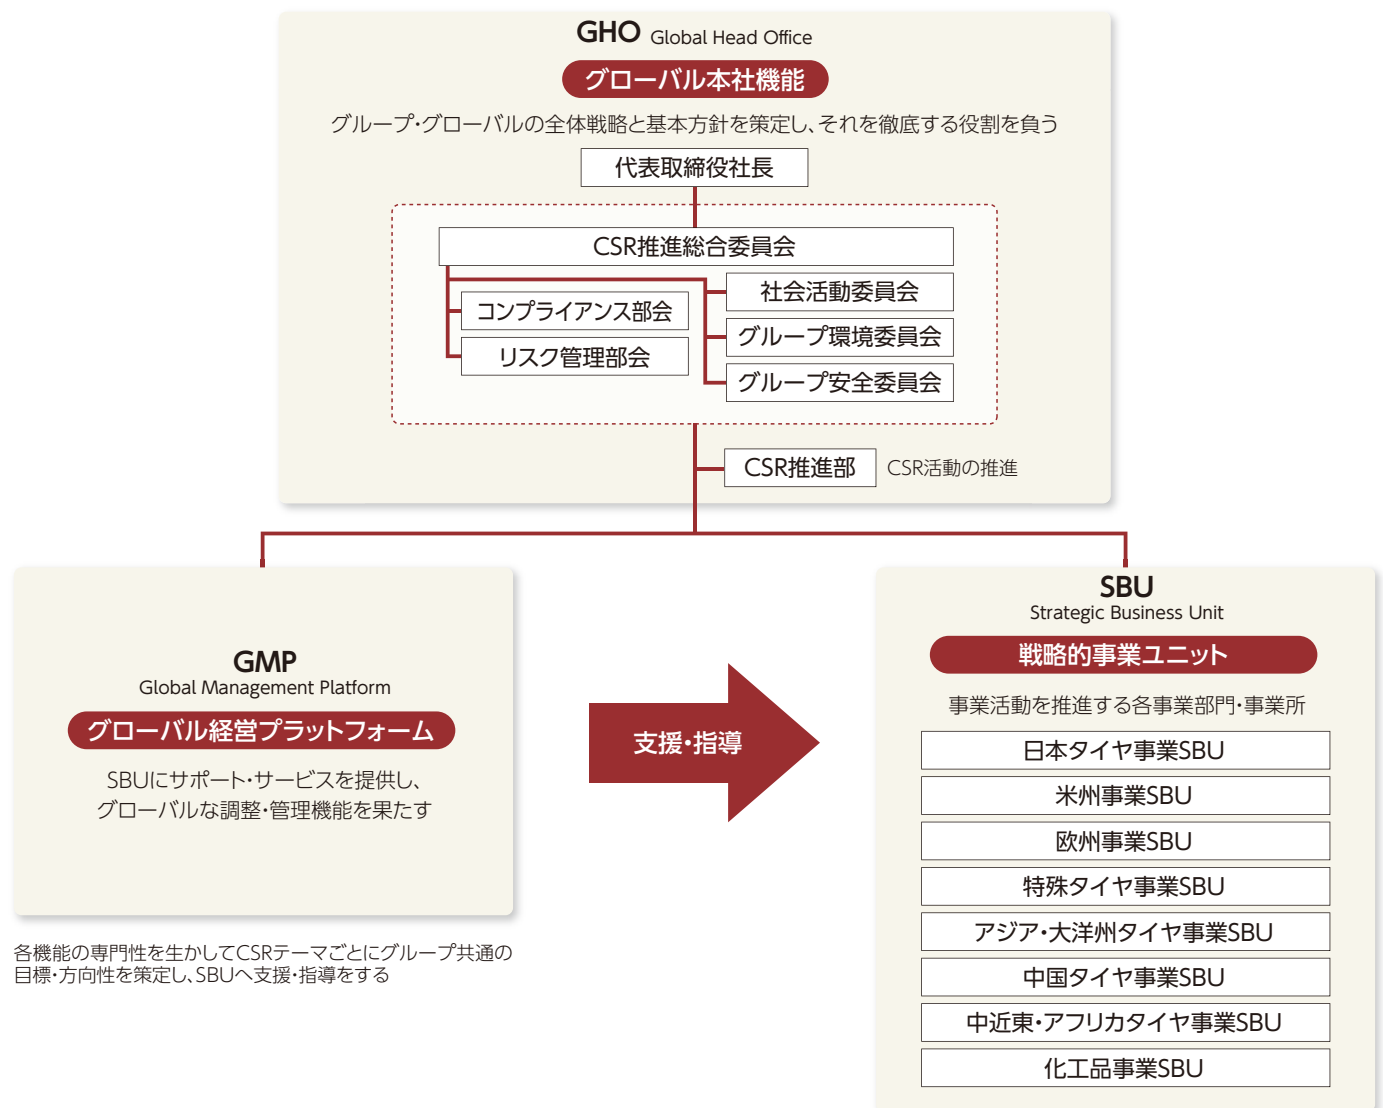 GHO Global Head Office
グローバル本社機能
グループ・グローバルの全体戦略と基本方針を策定し、それを徹底する役割を負う
代表取締役社長
CSR推進総合委員会
コンプライアンス部会
リスク管理部会
社会活動委員会
グループ環境委員会
グループ安全委員会
CSR推進部 CSR活動の推進
GMP
Global Management Platform
グローバル経営プラットフォーム
SBUにサポート・サービスを提供し、
グローバルな調整・管理機能を果たす
各機能の専門性を生かしてCSRテーマごとにグループ共通の
目標・方向性を策定し、SBUへ支援・指導をする
支援・指導
SBU
Strategic Business Unit
戦略的事業ユニット
事業活動を推進する各事業部門・事業所
日本タイヤ事業SBU
米州事業SBU
欧州事業SBU
特殊タイヤ事業SBU
アジア・大洋州タイヤ事業SBU
中国タイヤ事業SBU
中近東・アフリカタイヤ事業SBU
化工品事業SBU